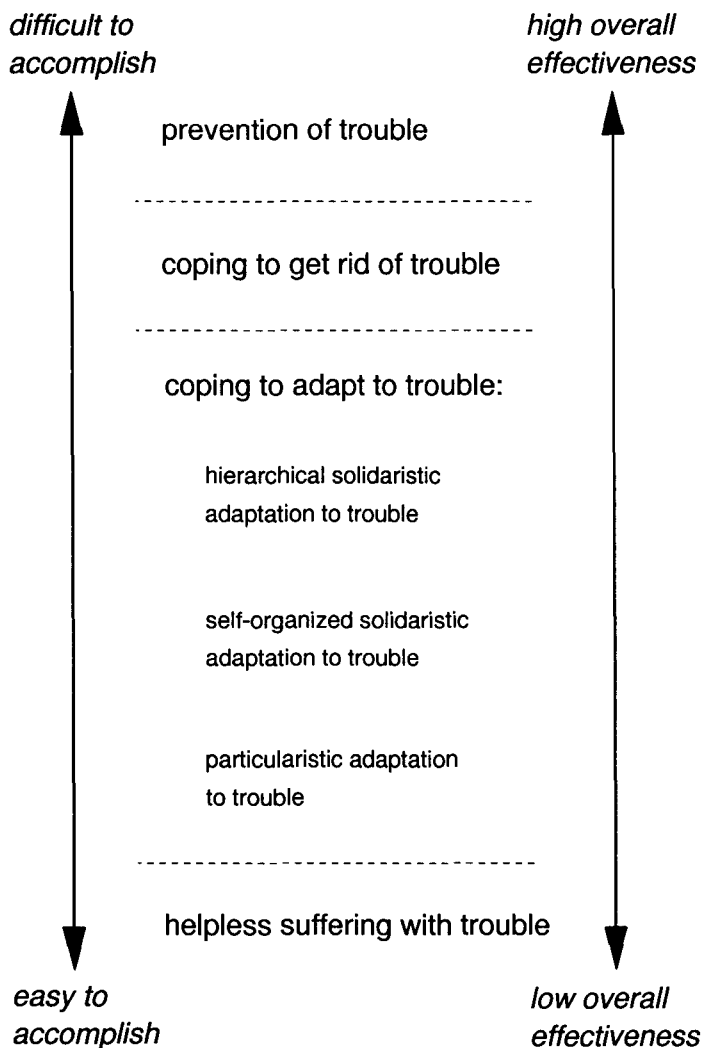 difficult to
accomplish
high overall
effectiveness
prevention of trouble
coping to get rid of trouble
coping to adapt to trouble:
hierarchical solidaristic
adaptation to trouble
self-organized solidaristic
adaptation to trouble
particularistic adaptation
to trouble
helpless suffering with trouble
easy to
accomplish
low overall
effectiveness